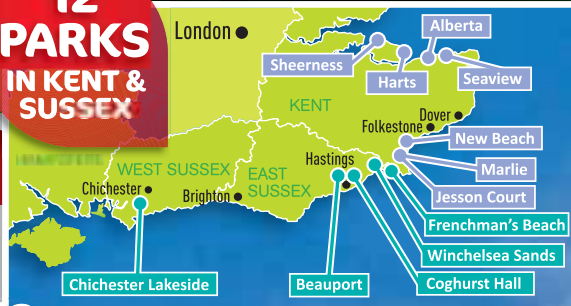 12
PARKS
IN KENT &
SUSSEX
London
Alberta
Sheerness
Harts
Seaview
KENT
Dover
Folkestone
New Beach
Marlie
Jesson Court
Hastings
WEST SUSSEX
EAST
SUSSEX
Chichester
Brighton
Frenchman's Beach
Winchelsea Sands
Coghurst Hall
Beauport
Chichester Lakeside